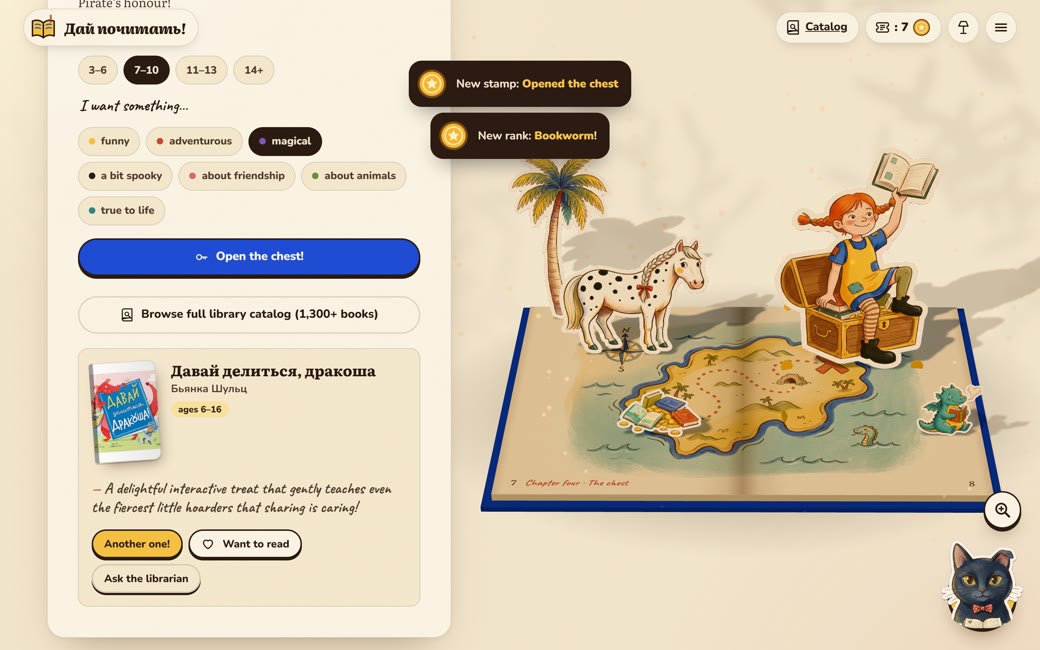 Pirate's honour!
Дай почитать!
Catalog
: 7
3–6
7–10
11–13
14+
I want something...
funny
adventurous
magical
a bit spooky
about friendship
about animals
true to life
Open the chest!
Browse full library catalog (1,300+ books)
Давай делиться, дракоша
Бьянка Шульц
ages 6–16
ДАВАЙ
делиться,
ДРАКОША!
— A delightful interactive treat that gently teaches even
the fiercest little hoarders that sharing is caring!
Another one!
Want to read
Ask the librarian
New stamp: Opened the chest
New rank: Bookworm!
N
S
7 Chapter four · The chest
8